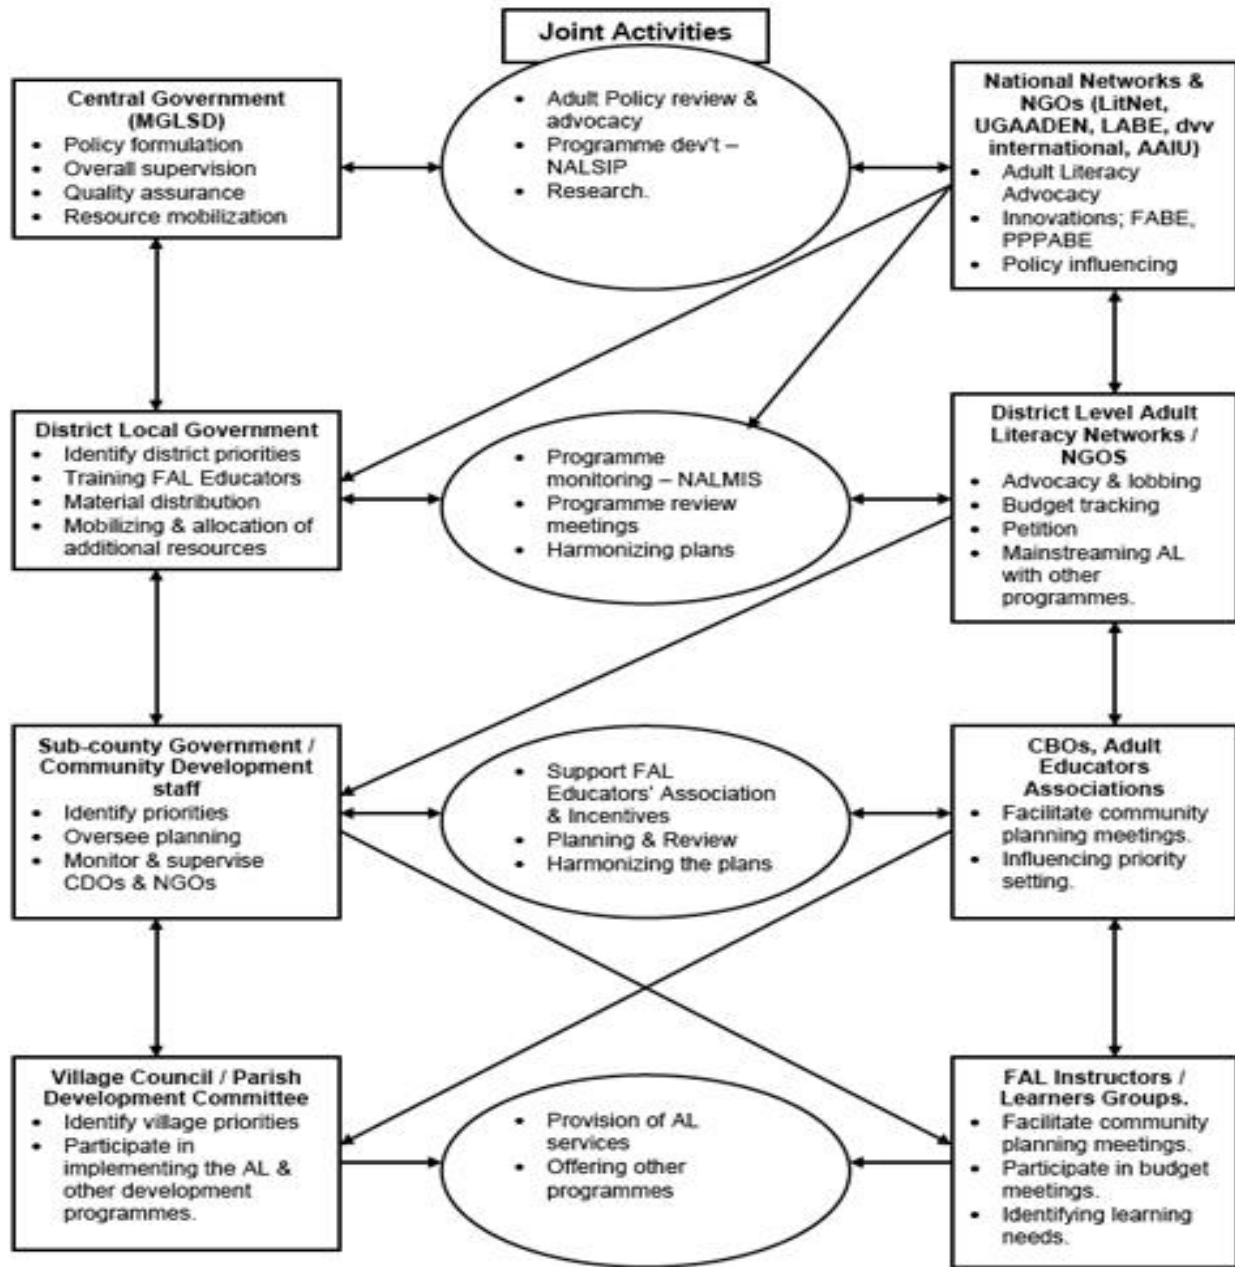 Joint Activities
Central Government
(MGLSD)
• Policy formulation
• Overall supervision
• Quality assurance
• Resource mobilization
• Adult Policy review &
advocacy
• Programme dev't –
NALSIP
• Research.
National Networks &
NGOs (LitNet,
UGAADEN, LABE, dvv
international, AAIU)
• Adult Literacy
Advocacy
• Innovations; FABE,
PPPABE
• Policy influencing
District Local Government
• Identify district priorities
• Training FAL Educators
• Material distribution
• Mobilizing & allocation of
additional resources
• Programme
monitoring – NALMIS
• Programme review
meetings
• Harmonizing plans
District Level Adult
Literacy Networks /
NGOS
• Advocacy & lobbing
• Budget tracking
• Petition
• Mainstreaming AL
with other
programmes.
Sub-county Government /
Community Development
staff
• Identify priorities
• Oversee planning
• Monitor & supervise
CDOs & NGOs
• Support FAL
Educators' Association
& Incentives
• Planning & Review
• Harmonizing the plans
CBOs, Adult
Educators
Associations
• Facilitate community
planning meetings.
• Influencing priority
setting.
Village Council / Parish
Development Committee
• Identify village priorities
• Participate in
implementing the AL &
other development
programmes.
• Provision of AL
services
• Offering other
programmes
FAL Instructors /
Learners Groups.
• Facilitate community
planning meetings.
• Participate in budget
meetings.
• Identifying learning
needs.